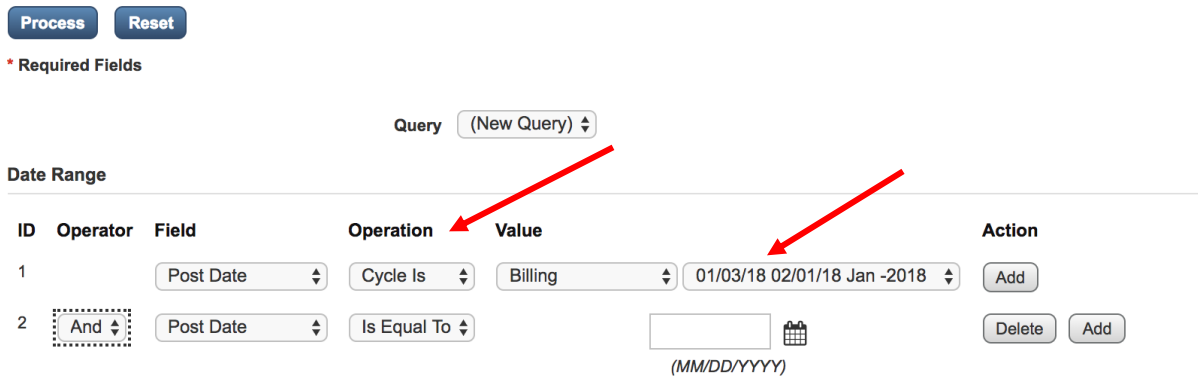 Process Reset
* Required Fields
Query (New Query)
Date Range
ID Operator Field Operation Value Action
1 Post Date Cycle Is Billing 01/03/18 02/01/18 Jan -2018 Add
2 And Post Date Is Equal To Delete Add
(MM/DD/YYYY)